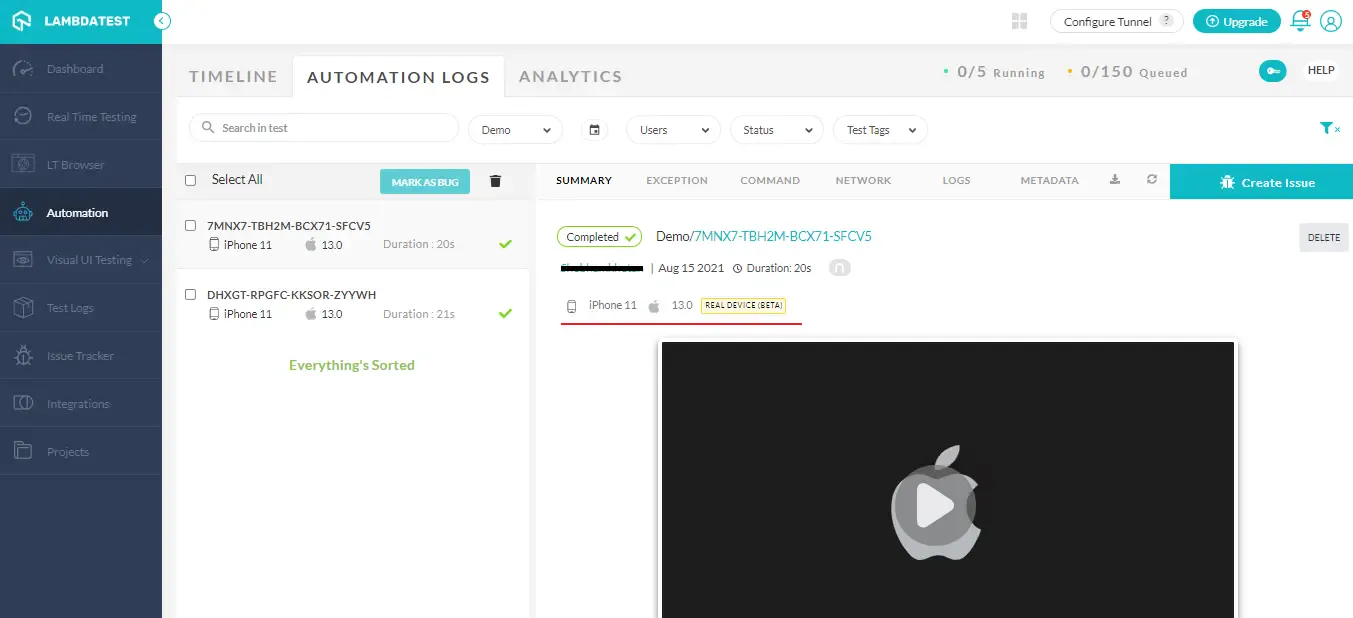 LAMBDATEST
Configure Tunnel ?
Upgrade
5
Dashboard
Real Time Testing
LT Browser
Automation
Visual UI Testing
Test Logs
Issue Tracker
Integrations
Projects
TIMELINE AUTOMATION LOGS ANALYTICS
0/5 Running 0/150 Queued
HELP
Search in test Demo Users Status Test Tags
Select All MARK AS BUG
7MNX7-TBH2M-BCX71-SFCV5
iPhone 11 13.0 Duration : 20s
DHXGT-RPGFC-KKSOR-ZYYWH
iPhone 11 13.0 Duration : 21s
Everything's Sorted
SUMMARY EXCEPTION COMMAND NETWORK LOGS METADATA Create Issue
Completed Demo/7MNX7-TBH2M-BCX71-SFCV5 DELETE
| Aug 15 2021 Duration: 20s
iPhone 11 13.0 REAL DEVICE (BETA)